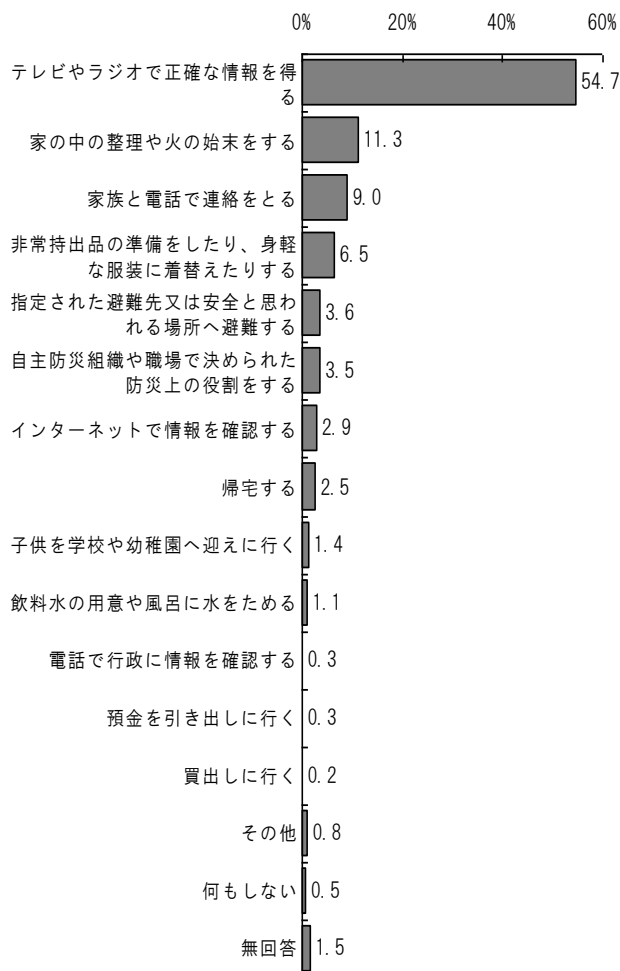 0% 20% 40% 60%
テレビやラジオで正確な情報を得
る
54.7
家の中の整理や火の始末をする 11.3
家族と電話で連絡をとる 9.0
非常持出品の準備をしたり、身軽
な服装に着替えたりする
6.5
指定された避難先又は安全と思わ
れる場所へ避難する
3.6
自主防災組織や職場で決められた
防災上の役割をする
3.5
インターネットで情報を確認する 2.9
帰宅する 2.5
子供を学校や幼稚園へ迎えに行く 1.4
飲料水の用意や風呂に水をためる 1.1
電話で行政に情報を確認する 0.3
預金を引き出しに行く 0.3
買出しに行く 0.2
その他 0.8
何もしない 0.5
無回答 1.5